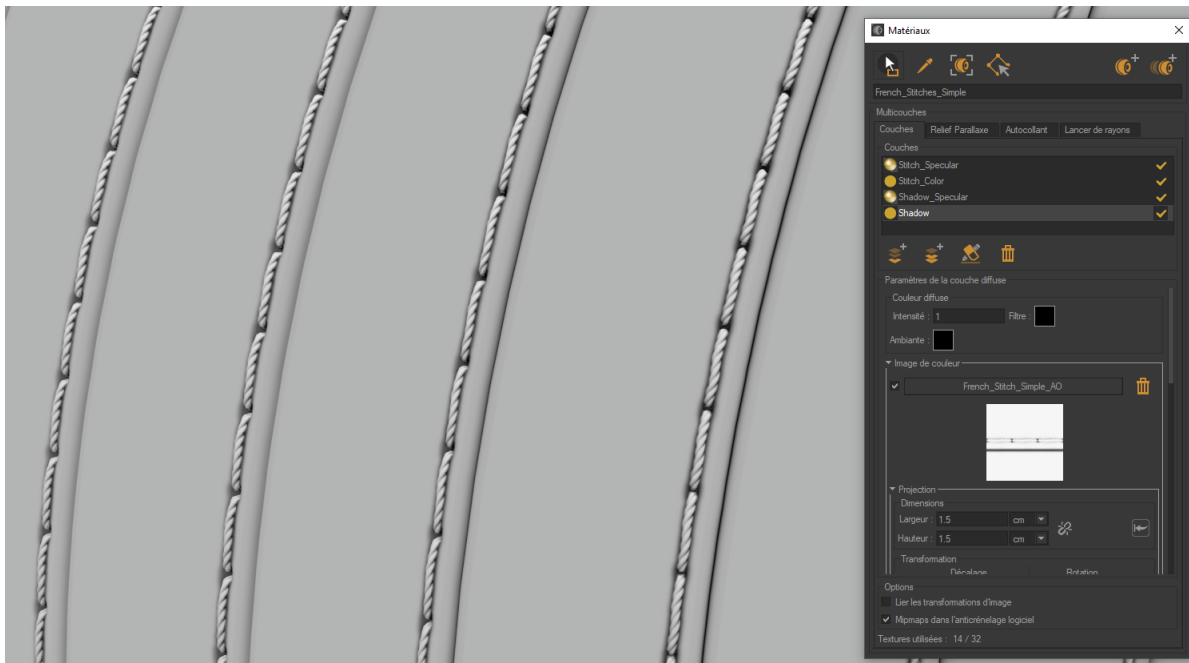 Matériaux
French_Stitches_Simple
Multicouches
Couches Relief Parallaxe Autocollant Lancer de rayons
Couches
Stitch_Specular
Stitch_Color
Shadow_Specular
Shadow
Paramètres de la couche diffuse
Couleur diffuse
Intensité : 1 Filtre :
Ambiante :
Image de couleur
French_Stitch_Simple_AO
Projection
Dimensions
Largeur : 1.5 cm
Hauteur : 1.5 cm
Transformation
Décalage Rotation
Options
Lier les transformations d'image
Mipmaps dans l'anticrénelage logiciel
Textures utilisées : 14 / 32